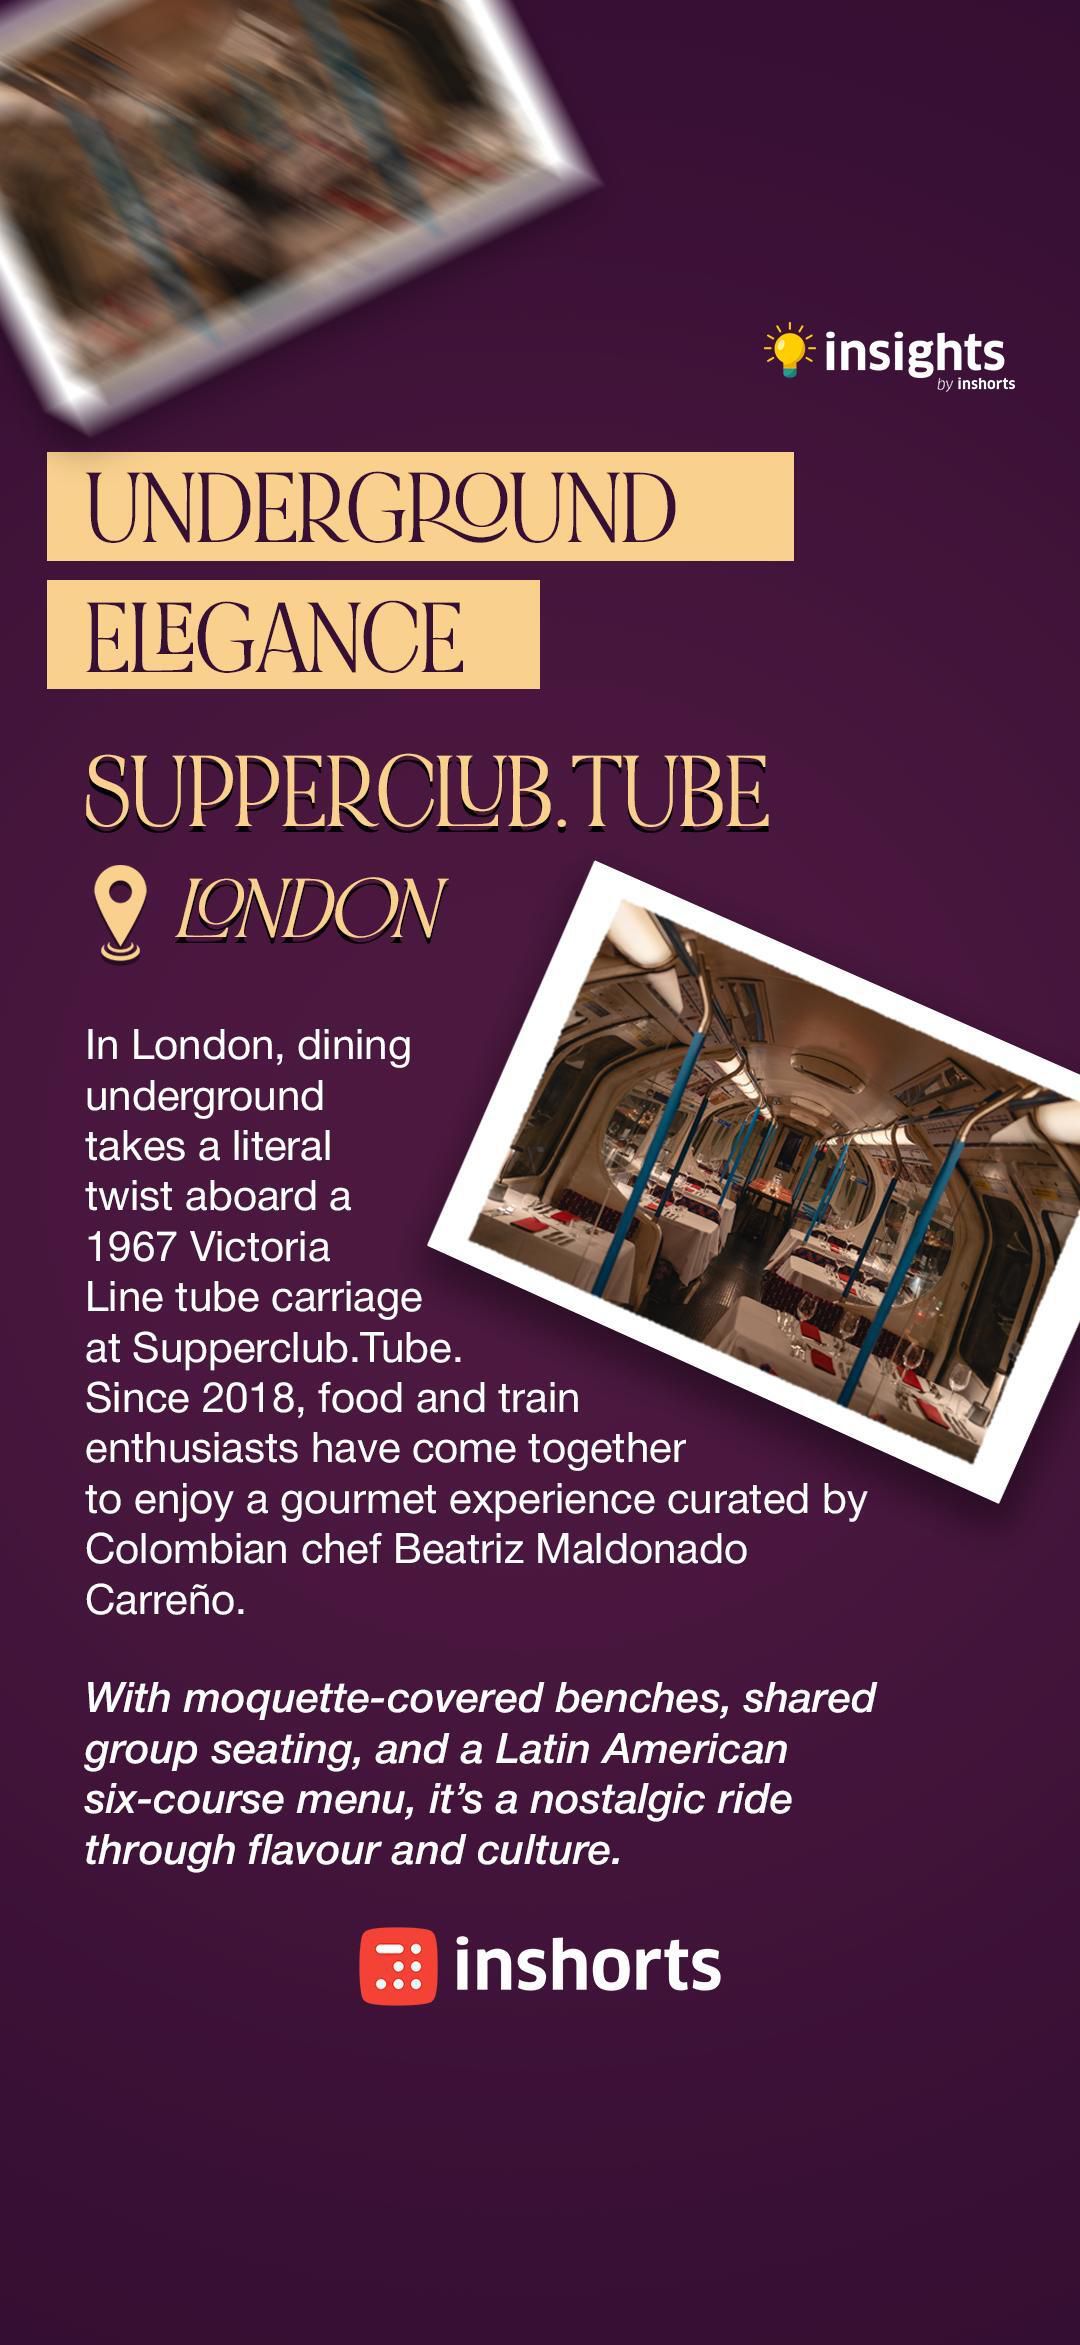 insights
by inshorts
UNDERGROUND
ELEGANCE
SUPPERCLUB.TUBE
LONDON
In London, dining
underground
takes a literal
twist aboard a
1967 Victoria
Line tube carriage
at Supperclub.Tube.
Since 2018, food and train
enthusiasts have come together
to enjoy a gourmet experience curated by
Colombian chef Beatriz Maldonado
Carreño.
With moquette-covered benches, shared
group seating, and a Latin American
six-course menu, it’s a nostalgic ride
through flavour and culture.
inshorts